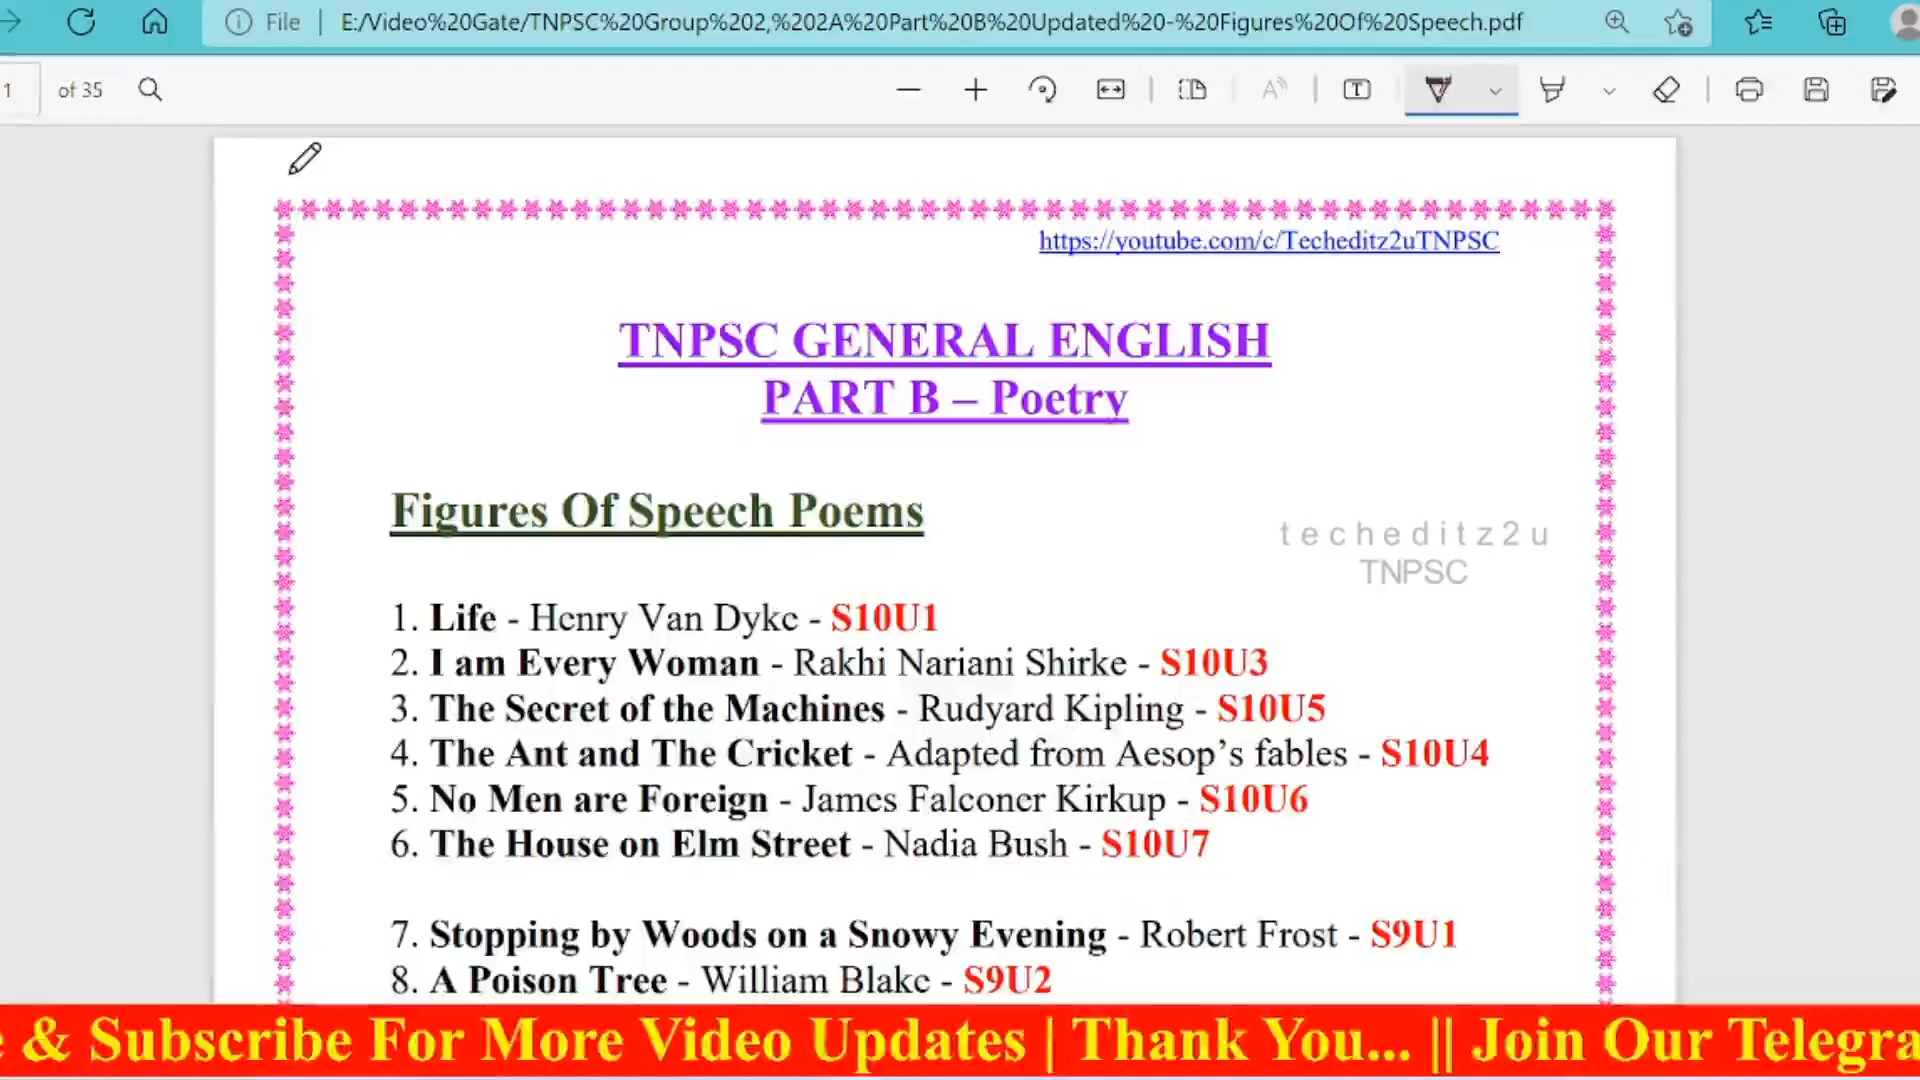 File | E:/Video%20Gate/TNPSC%20Group%202,%202A%20Part%20B%20Updated%20-%20Figures%20Of%20Speech.pdf
1 of 35
https://youtube.com/c/Techeditz2uTNPSC
TNPSC GENERAL ENGLISH
PART B – Poetry
Figures Of Speech Poems
techeditz2u
TNPSC
1. Life - Henry Van Dyke - S10U1
2. I am Every Woman - Rakhi Nariani Shirke - S10U3
3. The Secret of the Machines - Rudyard Kipling - S10U5
4. The Ant and The Cricket - Adapted from Aesop’s fables - S10U4
5. No Men are Foreign - James Falconer Kirkup - S10U6
6. The House on Elm Street - Nadia Bush - S10U7
7. Stopping by Woods on a Snowy Evening - Robert Frost - S9U1
8. A Poison Tree - William Blake - S9U2
& Subscribe For More Video Updates | Thank You... || Join Our Telegra